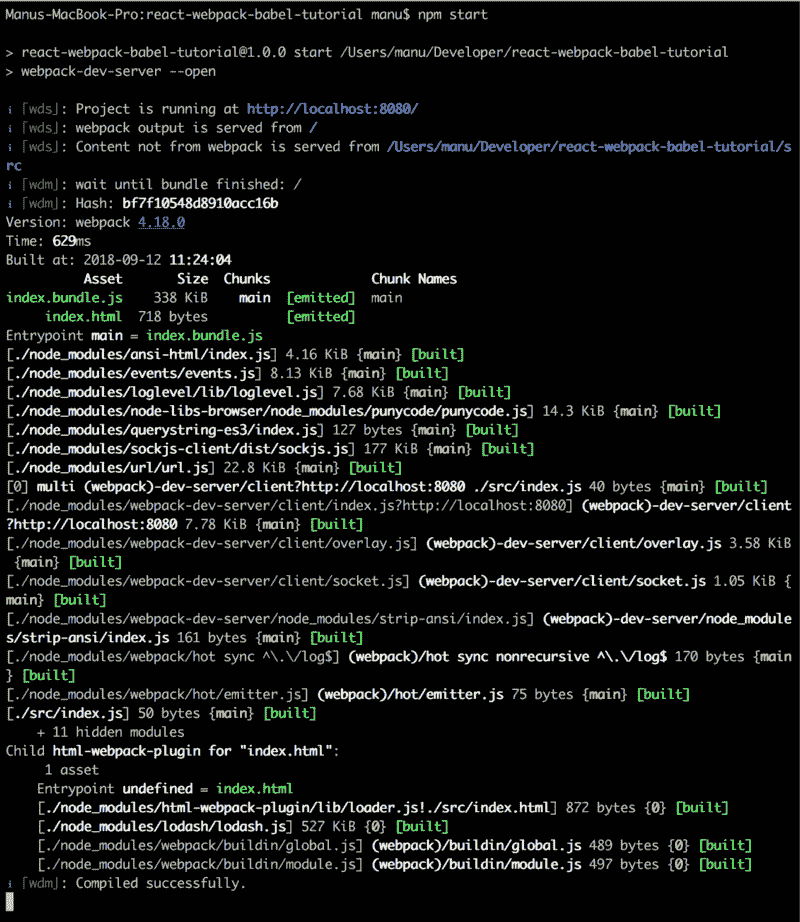 Manus-MacBook-Pro:react-webpack-babel-tutorial manu$ npm start
> react-webpack-babel-tutorial@1.0.0 start /Users/manu/Developer/react-webpack-babel-tutorial
> webpack-dev-server --open
i ｢wds｣: Project is running at http://localhost:8080/
i ｢wds｣: webpack output is served from /
i ｢wds｣: Content not from webpack is served from /Users/manu/Developer/react-webpack-babel-tutorial/s
rc
i ｢wdm｣: wait until bundle finished: /
i ｢wdm｣: Hash: bf7f10548d8910acc16b
Version: webpack 4.18.0
Time: 629ms
Built at: 2018-09-12 11:24:04
Asset Size Chunks Chunk Names
index.bundle.js 338 KiB main [emitted] main
index.html 718 bytes [emitted]
Entrypoint main = index.bundle.js
[./node_modules/ansi-html/index.js] 4.16 KiB {main} [built]
[./node_modules/events/events.js] 8.13 KiB {main} [built]
[./node_modules/loglevel/lib/loglevel.js] 7.68 KiB {main} [built]
[./node_modules/node-libs-browser/node_modules/punycode/punycode.js] 14.3 KiB {main} [built]
[./node_modules/querystring-es3/index.js] 127 bytes {main} [built]
[./node_modules/sockjs-client/dist/sockjs.js] 177 KiB {main} [built]
[./node_modules/url/url.js] 22.8 KiB {main} [built]
[0] multi (webpack)-dev-server/client?http://localhost:8080 ./src/index.js 40 bytes {main} [built]
[./node_modules/webpack-dev-server/client/index.js?http://localhost:8080] (webpack)-dev-server/client
?http://localhost:8080 7.78 KiB {main} [built]
[./node_modules/webpack-dev-server/client/overlay.js] (webpack)-dev-server/client/overlay.js 3.58 KiB
{main} [built]
[./node_modules/webpack-dev-server/client/socket.js] (webpack)-dev-server/client/socket.js 1.05 KiB {
main} [built]
[./node_modules/webpack-dev-server/node_modules/strip-ansi/index.js] (webpack)-dev-server/node_module
s/strip-ansi/index.js 161 bytes {main} [built]
[./node_modules/webpack/hot sync ^\.\/log$] (webpack)/hot sync nonrecursive ^\.\/log$ 170 bytes {main
} [built]
[./node_modules/webpack/hot/emitter.js] (webpack)/hot/emitter.js 75 bytes {main} [built]
[./src/index.js] 50 bytes {main} [built]
+ 11 hidden modules
Child html-webpack-plugin for "index.html":
1 asset
Entrypoint undefined = index.html
[./node_modules/html-webpack-plugin/lib/loader.js!./src/index.html] 872 bytes {0} [built]
[./node_modules/lodash/lodash.js] 527 KiB {0} [built]
[./node_modules/webpack/buildin/global.js] (webpack)/buildin/global.js 489 bytes {0} [built]
[./node_modules/webpack/buildin/module.js] (webpack)/buildin/module.js 497 bytes {0} [built]
i ｢wdm｣: Compiled successfully.